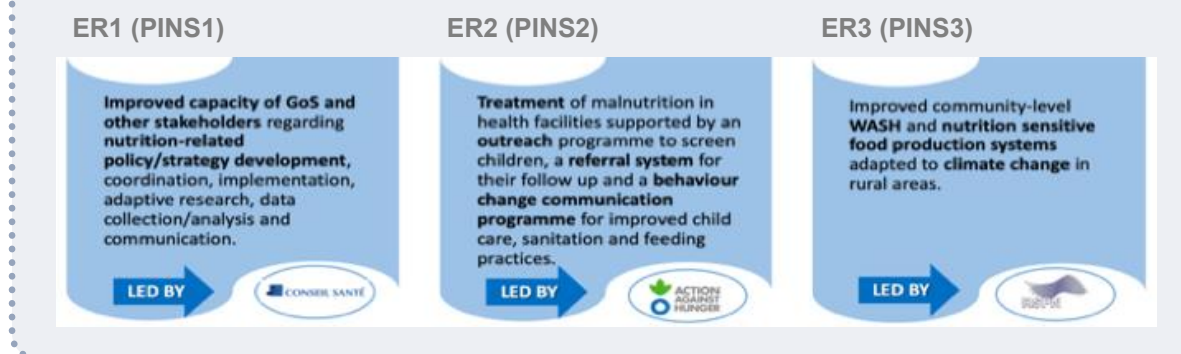 ER1 (PINS1)
ER2 (PINS2)
ER3 (PINS3)
Improved capacity of GoS and
other stakeholders regarding
nutrition-related
policy/strategy development,
coordination, implementation,
adaptive research, data
collection/analysis and
communication.
LED BY
CONSEIL SANTÉ
Treatment of malnutrition in
health facilities supported by an
outreach programme to screen
children, a referral system for
their follow up and a behaviour
change communication
programme for improved child
care, sanitation and feeding
practices.
LED BY
ACTION
AGAINST
HUNGER
Improved community-level
WASH and nutrition sensitive
food production systems
adapted to climate change in
rural areas.
LED BY